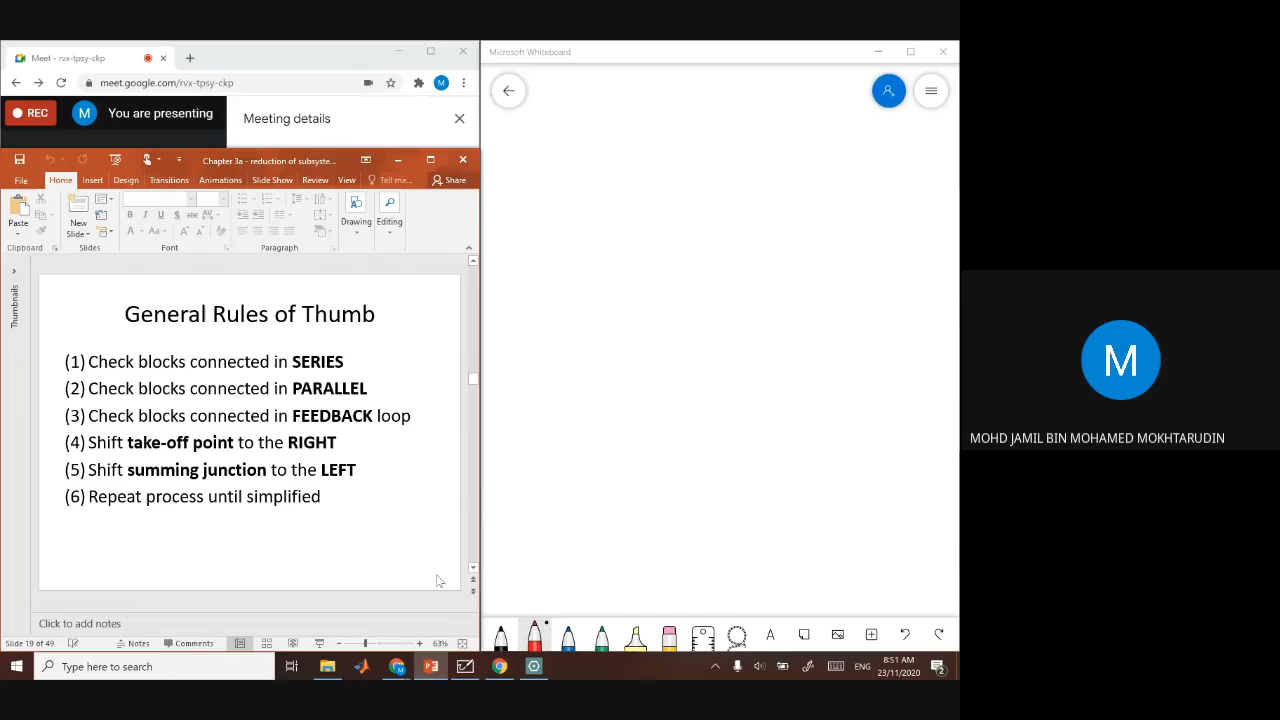 Meet - rvx-tpsy-ckp
meet.google.com/rvx-tpsy-ckp
M
REC
M
You are presenting
Meeting details
Chapter 3a - reduction of subsyste...
File
Home
Insert
Design
Transitions
Animations
Slide Show
Review
View
Tell me...
Share
Paste
New
Slide
Drawing
Editing
Clipboard
Slides
Font
Paragraph
Thumbnails
General Rules of Thumb
(1) Check blocks connected in SERIES
(2) Check blocks connected in PARALLEL
(3) Check blocks connected in FEEDBACK loop
(4) Shift take-off point to the RIGHT
(5) Shift summing junction to the LEFT
(6) Repeat process until simplified
Click to add notes
Slide 19 of 49
Notes
Comments
63%
Type here to search
Microsoft Whiteboard
ENG
8:51 AM
23/11/2020
2
M
MOHD JAMIL BIN MOHAMED MOKHTARUDIN